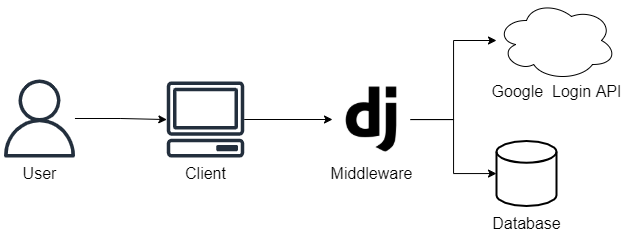 dj
Google Login API
User
Client
Middleware
Database